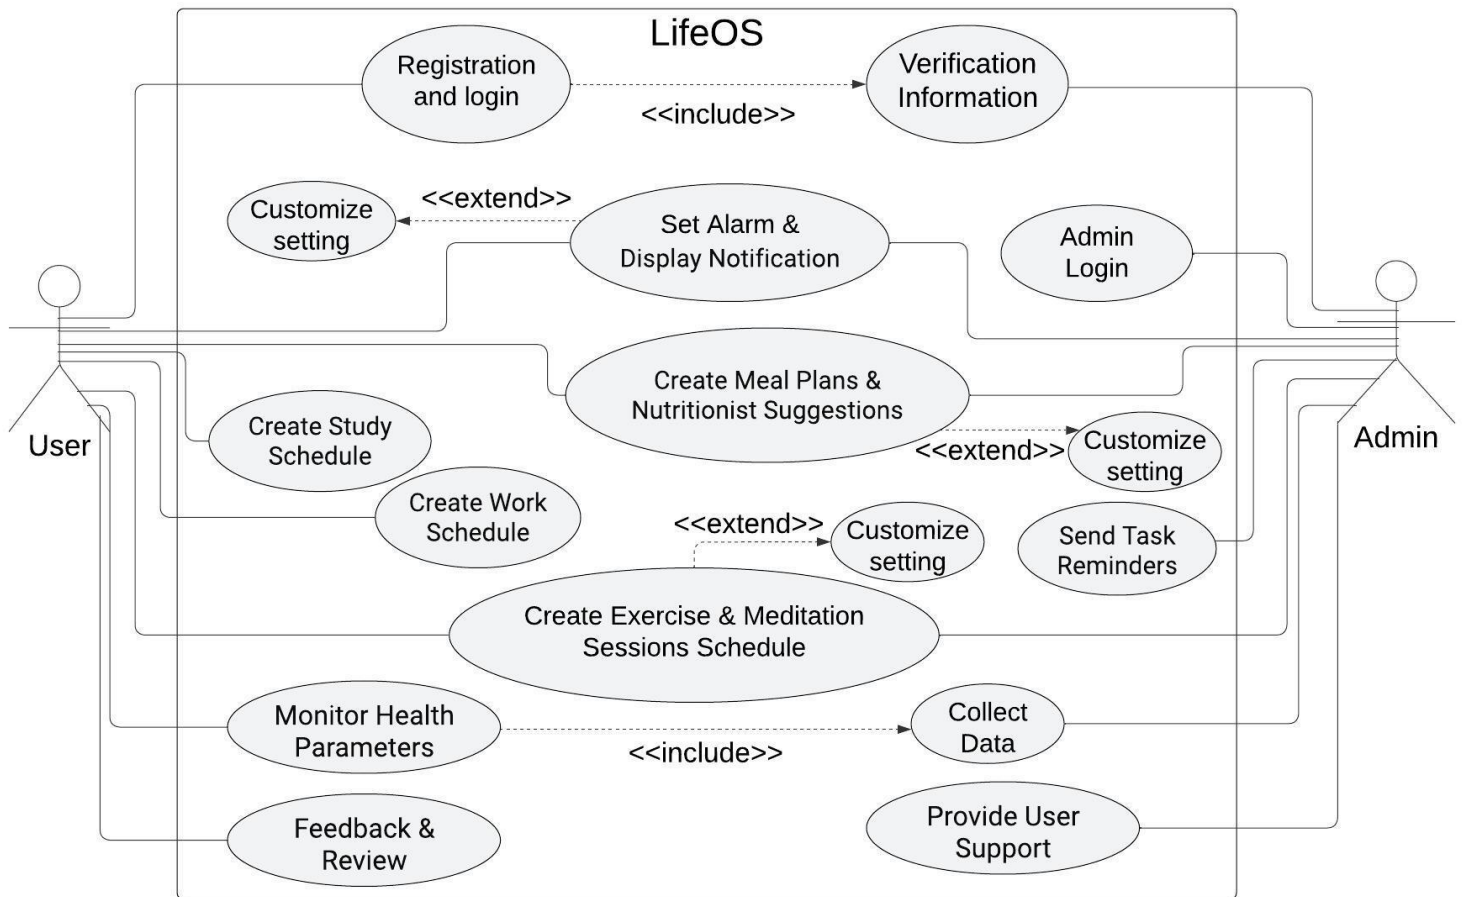 LifeOS
Registration
and login
<<include>>
Verification
Information
Customize
setting
<<extend>>
Set Alarm &
Display Notification
Admin
Login
User
Create Meal Plans &
Nutritionist Suggestions
<<extend>>
Customize
setting
Admin
Create Study
Schedule
Create Work
Schedule
<<extend>>
Customize
setting
Send Task
Reminders
Create Exercise & Meditation
Sessions Schedule
Monitor Health
Parameters
<<include>>
Collect
Data
Feedback &
Review
Provide User
Support